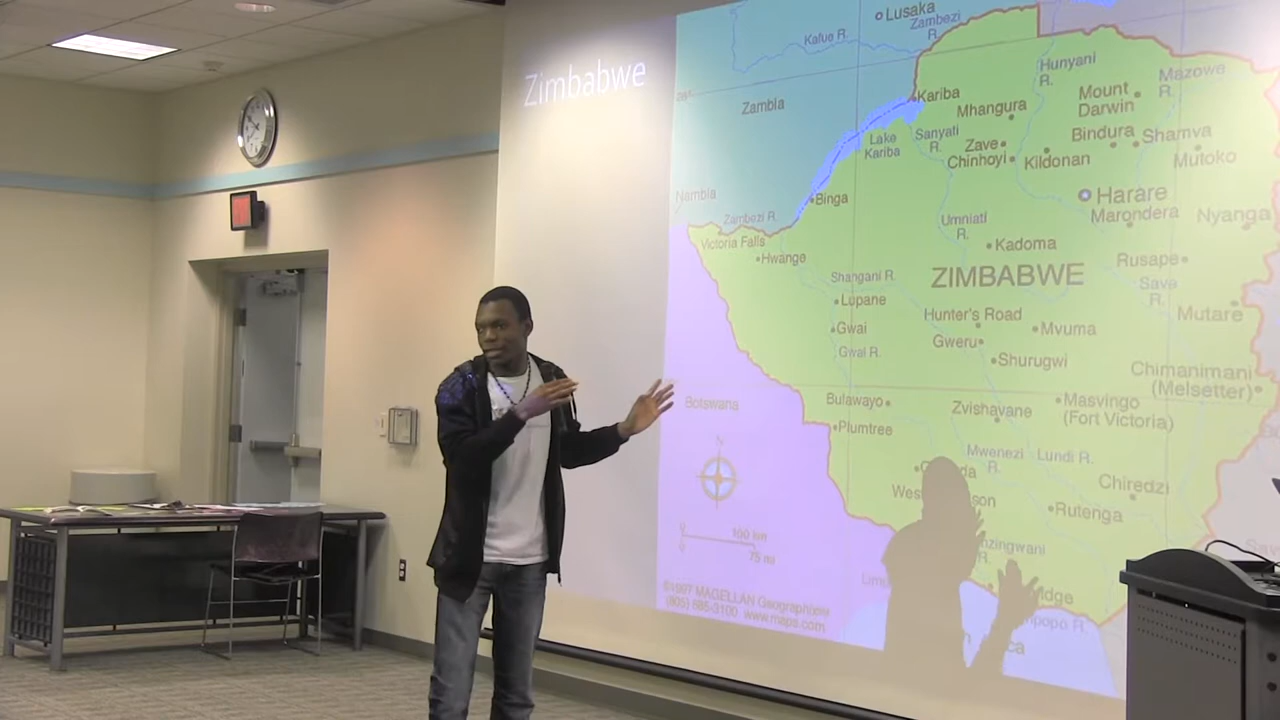 Zimbabwe
Lusaka
Zambezi
R.
Kafue R.
Hunyani
R.
Mazowe
R.
Kariba
Mount
Darwin
Zambia
Mhangura
Lake
Kariba
Sanyati
R.
Bindura
Shamva
Zave
Chinhoyi
Kildonan
Mutoko
Binga
Harare
Marondera
Nyanga
Zambezi R.
Victoria Falls
Hwange
Umniati
R.
Kadoma
Rusape
Shangani R.
ZIMBABWE
Save
R.
Lupane
Hunter's Road
Mutare
Gwai
Gweru
Mvuma
Gwai R.
Shurugwi
Chimanimani
(Melsetter)
Botswana
Bulawayo
Zvishavane
Masvingo
(Fort Victoria)
Plumtree
Mwenezi
R.
Lundi R.
Chiredzi
Rutenga
100 km
75 mi
©1997 MAGELLAN Geographix
(805) 685-3100 www.maps.com